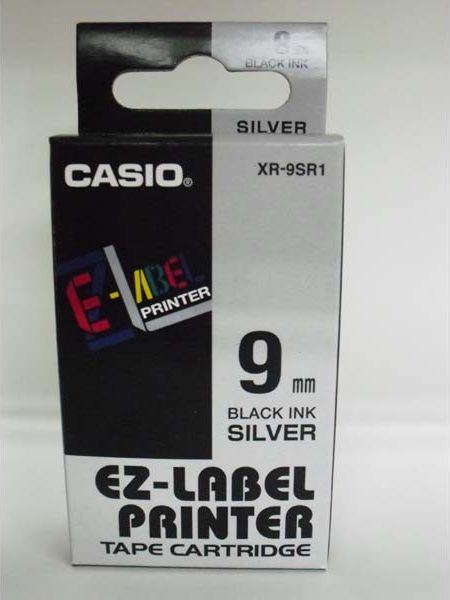 9 mm
BLACK INK
SILVER
CASIO®
XR-9SR1
EZ-LABEL
PRINTER
9 mm
BLACK INK
SILVER
EZ-LABEL
PRINTER
TAPE CARTRIDGE